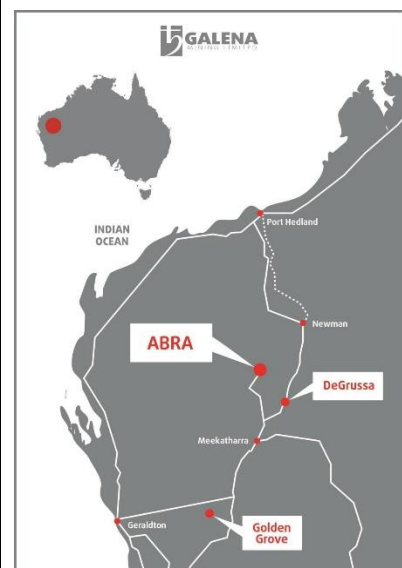 GALENA
MINING LIMITED
INDIAN
OCEAN
Port Hedland
Newman
ABRA
DeGrussa
Meekatharra
Geraldton
Golden
Grove